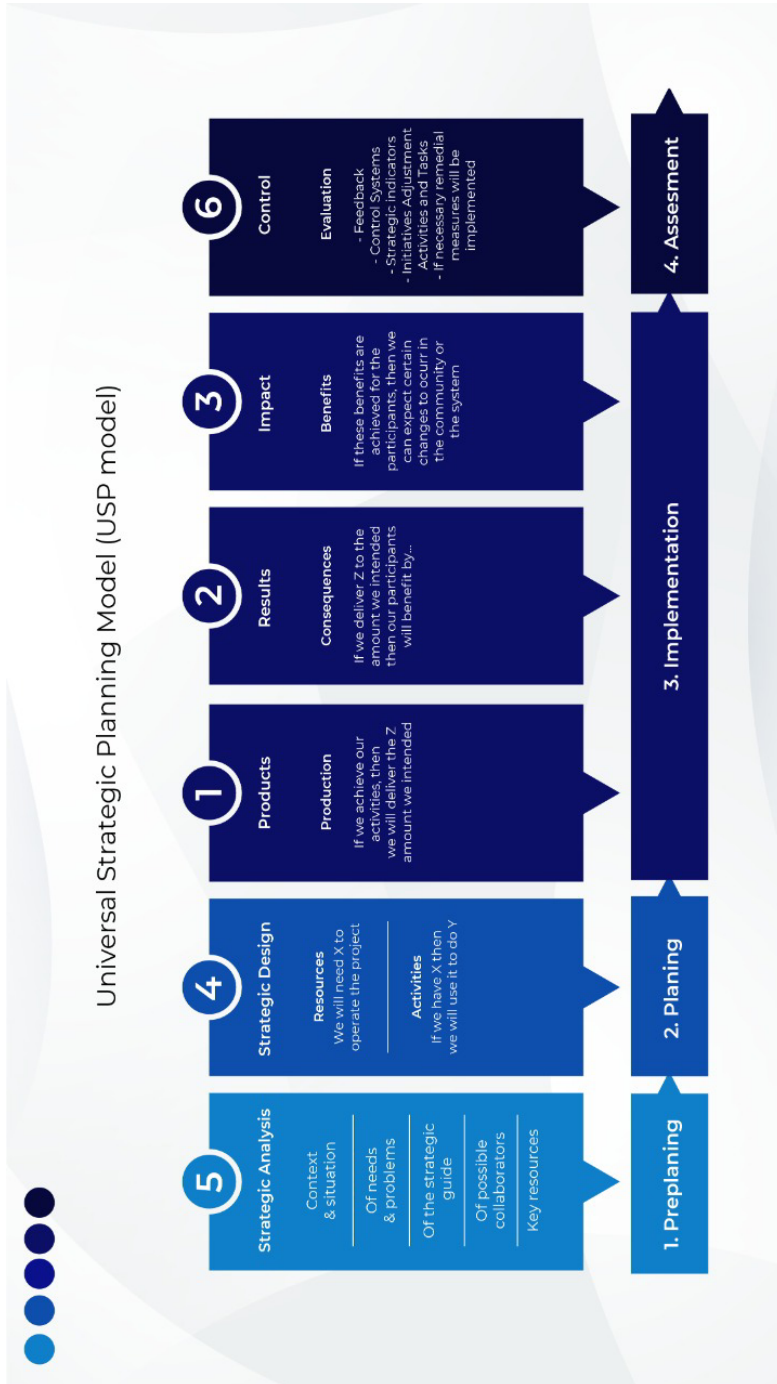 Universal Strategic Planning Model (USP model)
5
Strategic Analysis
Context
& situation
Of needs
& problems
Of the strategic
guide
Of possible
collaborators
Key resources
4
Strategic Design
Resources
We will need X to
operate the project
Activities
If we have X then
we will use it to do Y
1
Products
Production
If we achieve our
activities, then
we will deliver the Z
amount we intended
2
Results
Consequences
If we deliver Z to the
amount we intended
then our participants
will benefit by...
3
Impact
Benefits
If these benefits are
achieved for the
participants, then we
can expect certain
changes to ocurr in
the community or
the system
6
Control
Evaluation
- Feedback
- Control Systems
- Strategic indicators
- Initiatives Adjustment
Activities and Tasks
- If necessary remedial
measures will be
implemented
1. Preplaning
2. Planing
3. Implementation
4. Assesment